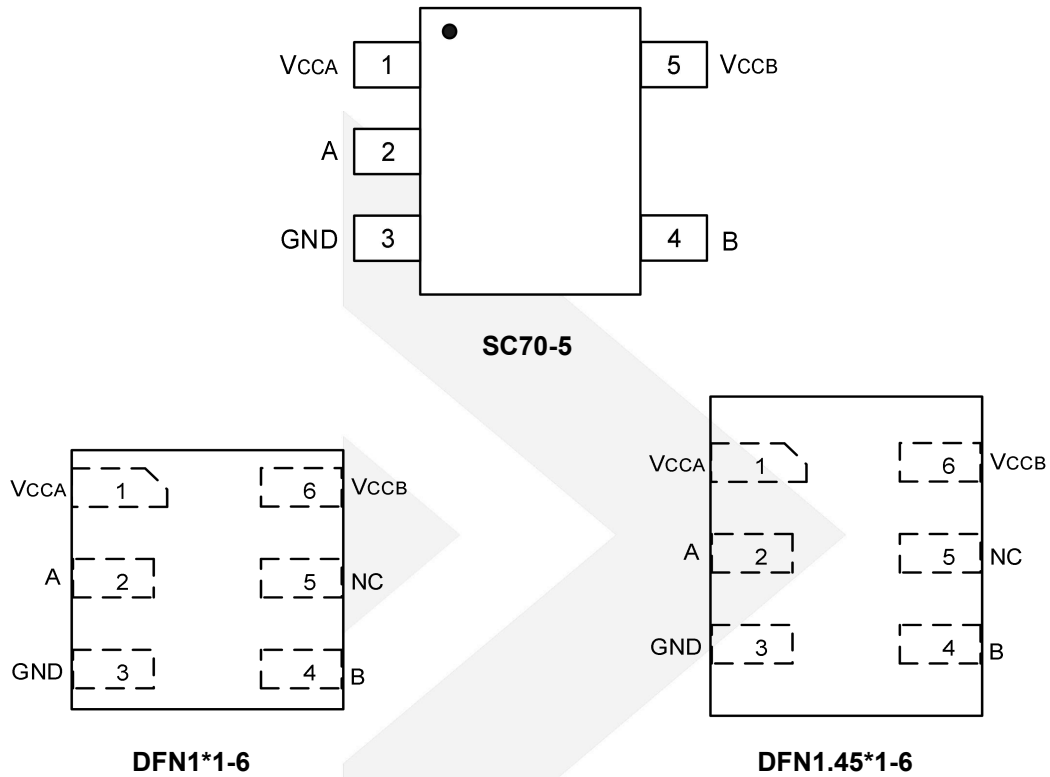 VCCA 1 5 VCCB
A 2
GND 3 4 B
SC70-5
VCCA 1 6 VCCB
A 2 5 NC
GND 3 4 B
DFN1*1-6
VCCA 1 6 VCCB
A 2 5 NC
GND 3 4 B
DFN1.45*1-6